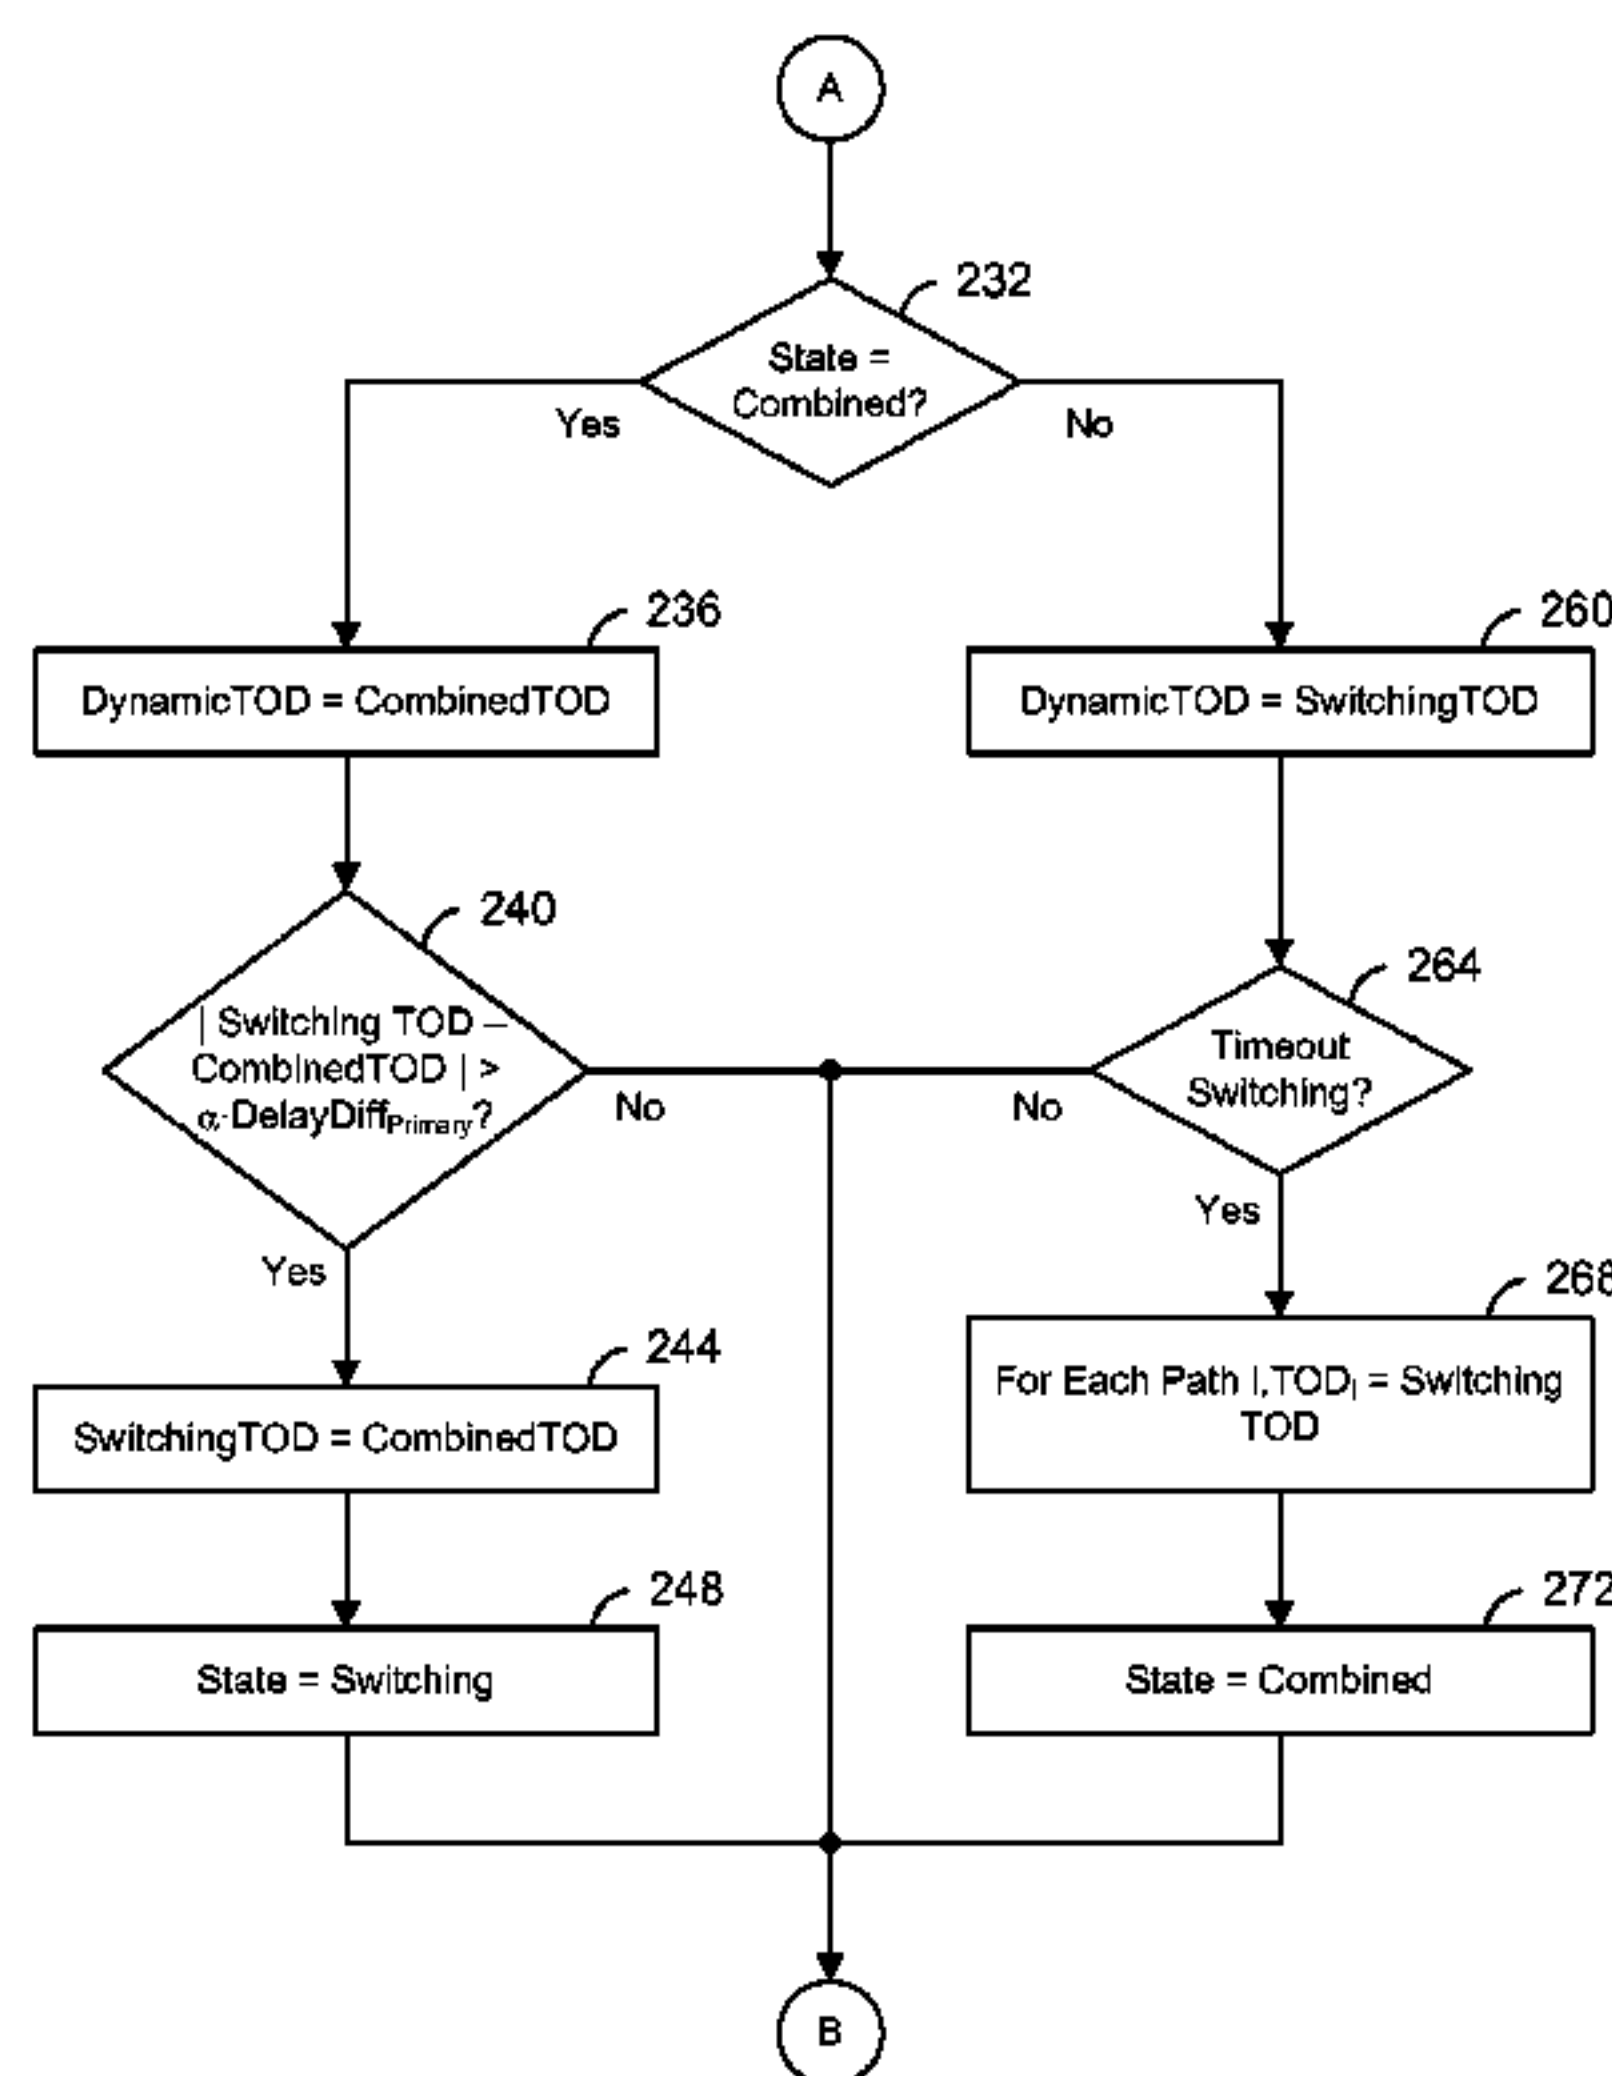 A
232
State =
Combined?
Yes
No
236
DynamicTOD = CombinedTOD
260
DynamicTOD = SwitchingTOD
240
| Switching TOD –
CombinedTOD | >
α·DelayDiffPrimary?
No
Yes
264
Timeout
Switching?
No
Yes
244
SwitchingTOD = CombinedTOD
268
For Each Path I,TODI = Switching
TOD
248
State = Switching
272
State = Combined
B